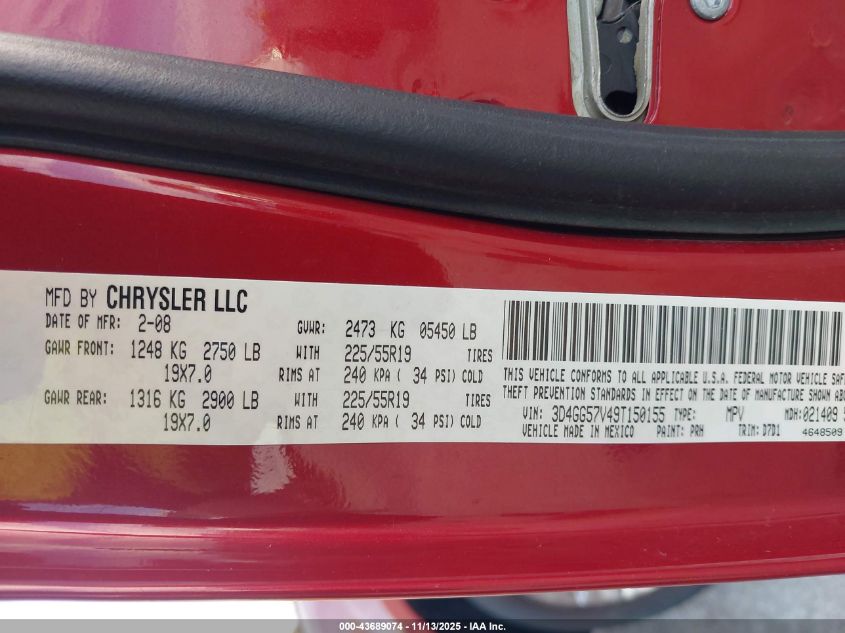 MFD BY CHRYSLER LLC
DATE OF MFR: 2-08 GVWR: 2473 KG 05450 LB
GAWR FRONT: 1248 KG 2750 LB WITH 225/55R19 TIRES
19X7.0 RIMS AT 240 KPA ( 34 PSI) COLD
GAWR REAR: 1316 KG 2900 LB WITH 225/55R19 TIRES
19X7.0 RIMS AT 240 KPA ( 34 PSI) COLD
THIS VEHICLE CONFORMS TO ALL APPLICABLE U.S.A. FEDERAL MOTOR VEHICLE SAF
THEFT PREVENTION STANDARDS IN EFFECT ON THE DATE OF MANUFACTURE SHOWN AB
VIN: 3D4GG57V49T150155 TYPE: MPV MDH:021409
VEHICLE MADE IN MEXICO PAINT: PRH TRIM: D7D1 4648509
000-43689074 - 11/13/2025 - IAA Inc.